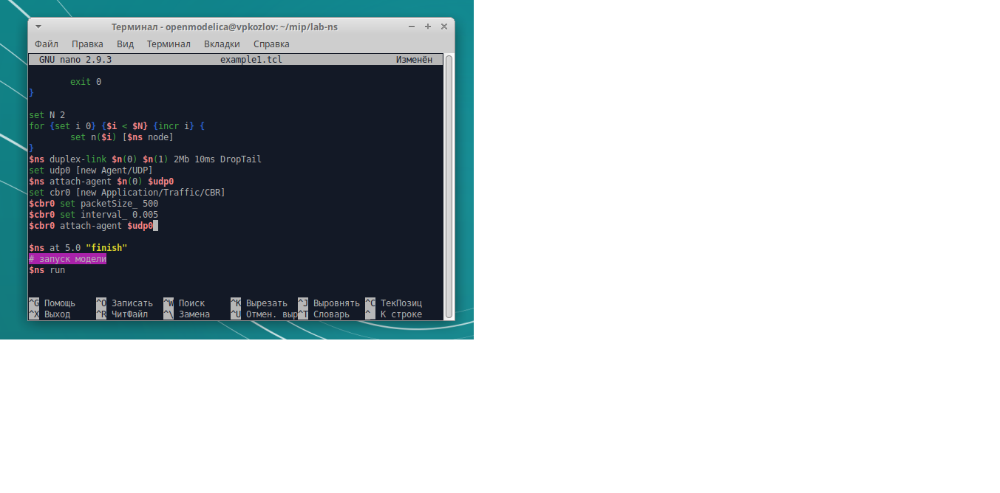 Терминал - openmodelica@vpkozlov: ~/mip/lab-ns
Файл Правка Вид Терминал Вкладки Справка
GNU nano 2.9.3 example1.tcl Изменён
exit 0
}
set N 2
for {set i 0} {$i < $N} {incr i} {
set n($i) [$ns node]
}
$ns duplex-link $n(0) $n(1) 2Mb 10ms DropTail
set udp0 [new Agent/UDP]
$ns attach-agent $n(0) $udp0
set cbr0 [new Application/Traffic/CBR]
$cbr0 set packetSize_ 500
$cbr0 set interval_ 0.005
$cbr0 attach-agent $udp0
$ns at 5.0 "finish"
# запуск модели
$ns run
^G Помощь ^O Записать ^W Поиск ^K Вырезать ^J Выровнять ^C ТекПозиц
^X Выход ^R ЧитФайл ^\ Замена ^U Отмен. выр^T Словарь ^_ К строке